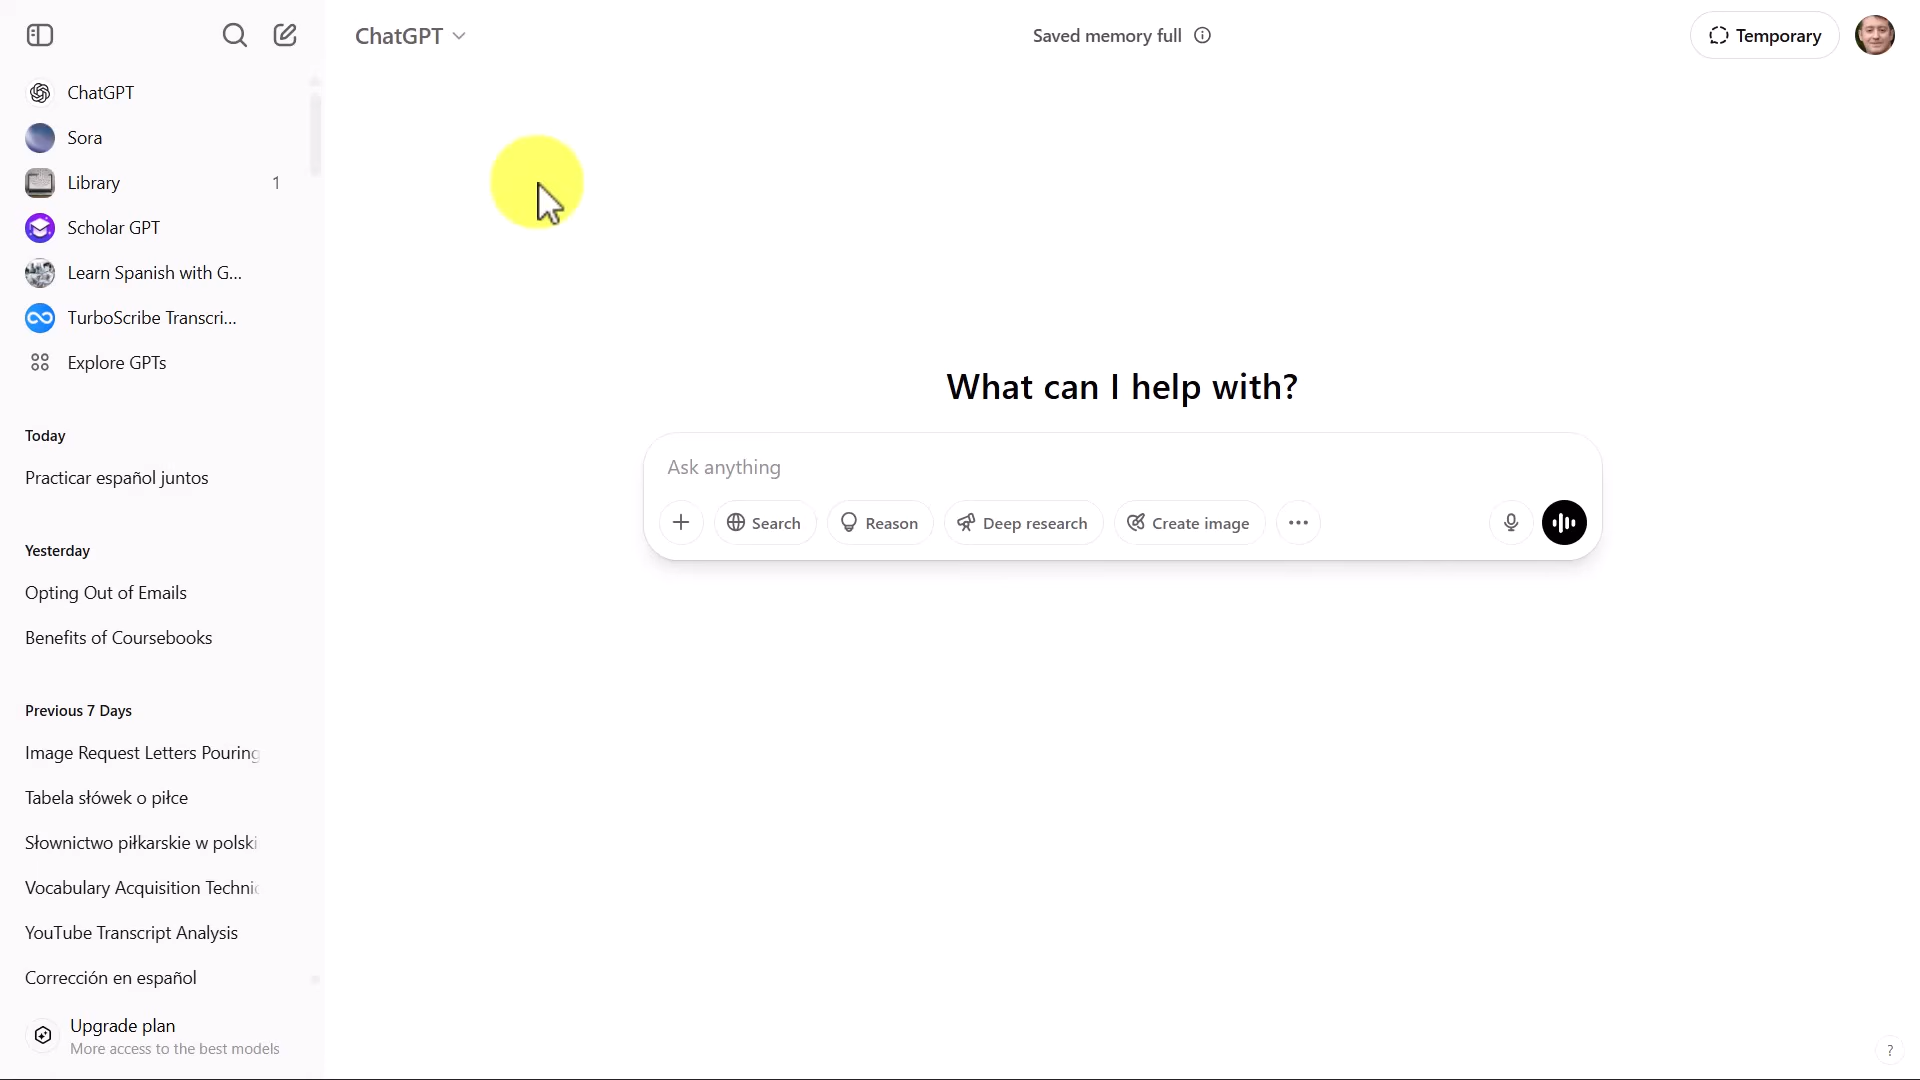 ChatGPT
Saved memory full
Temporary
ChatGPT
Sora
Library 1
Scholar GPT
Learn Spanish with G...
TurboScribe Transcri...
Explore GPTs
Today
Practicar español juntos
Yesterday
Opting Out of Emails
Benefits of Coursebooks
Previous 7 Days
Image Request Letters Pouring
Tabela słówek o piłce
Słownictwo piłkarskie w polski
Vocabulary Acquisition Technic
YouTube Transcript Analysis
Corrección en español
Upgrade plan
More access to the best models
What can I help with?
Ask anything
Search Reason Deep research Create image
?